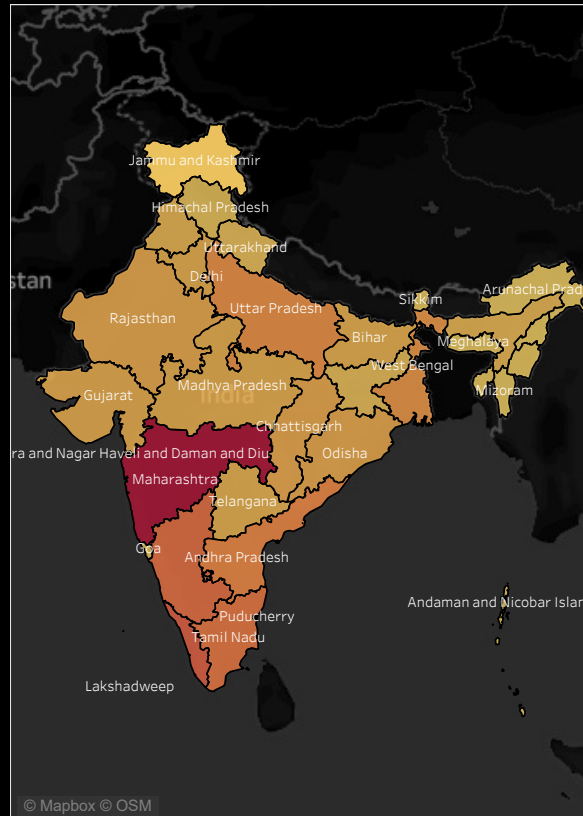 Jammu and Kashmir
Himachal Pradesh
Uttarakhand
Delhi
stan
Sikkim
Arunachal Prad
Uttar Pradesh
Rajasthan
Bihar
Meghalaya
West Bengal
Madhya Pradesh
India
Gujarat
Mizoram
Chhattisgarh
ra and Nagar Haveli and Daman and Diu
Odisha
Maharashtra
Telangana
Goa
Andhra Pradesh
Andaman and Nicobar Islan
Puducherry
Tamil Nadu
Lakshadweep
© Mapbox © OSM